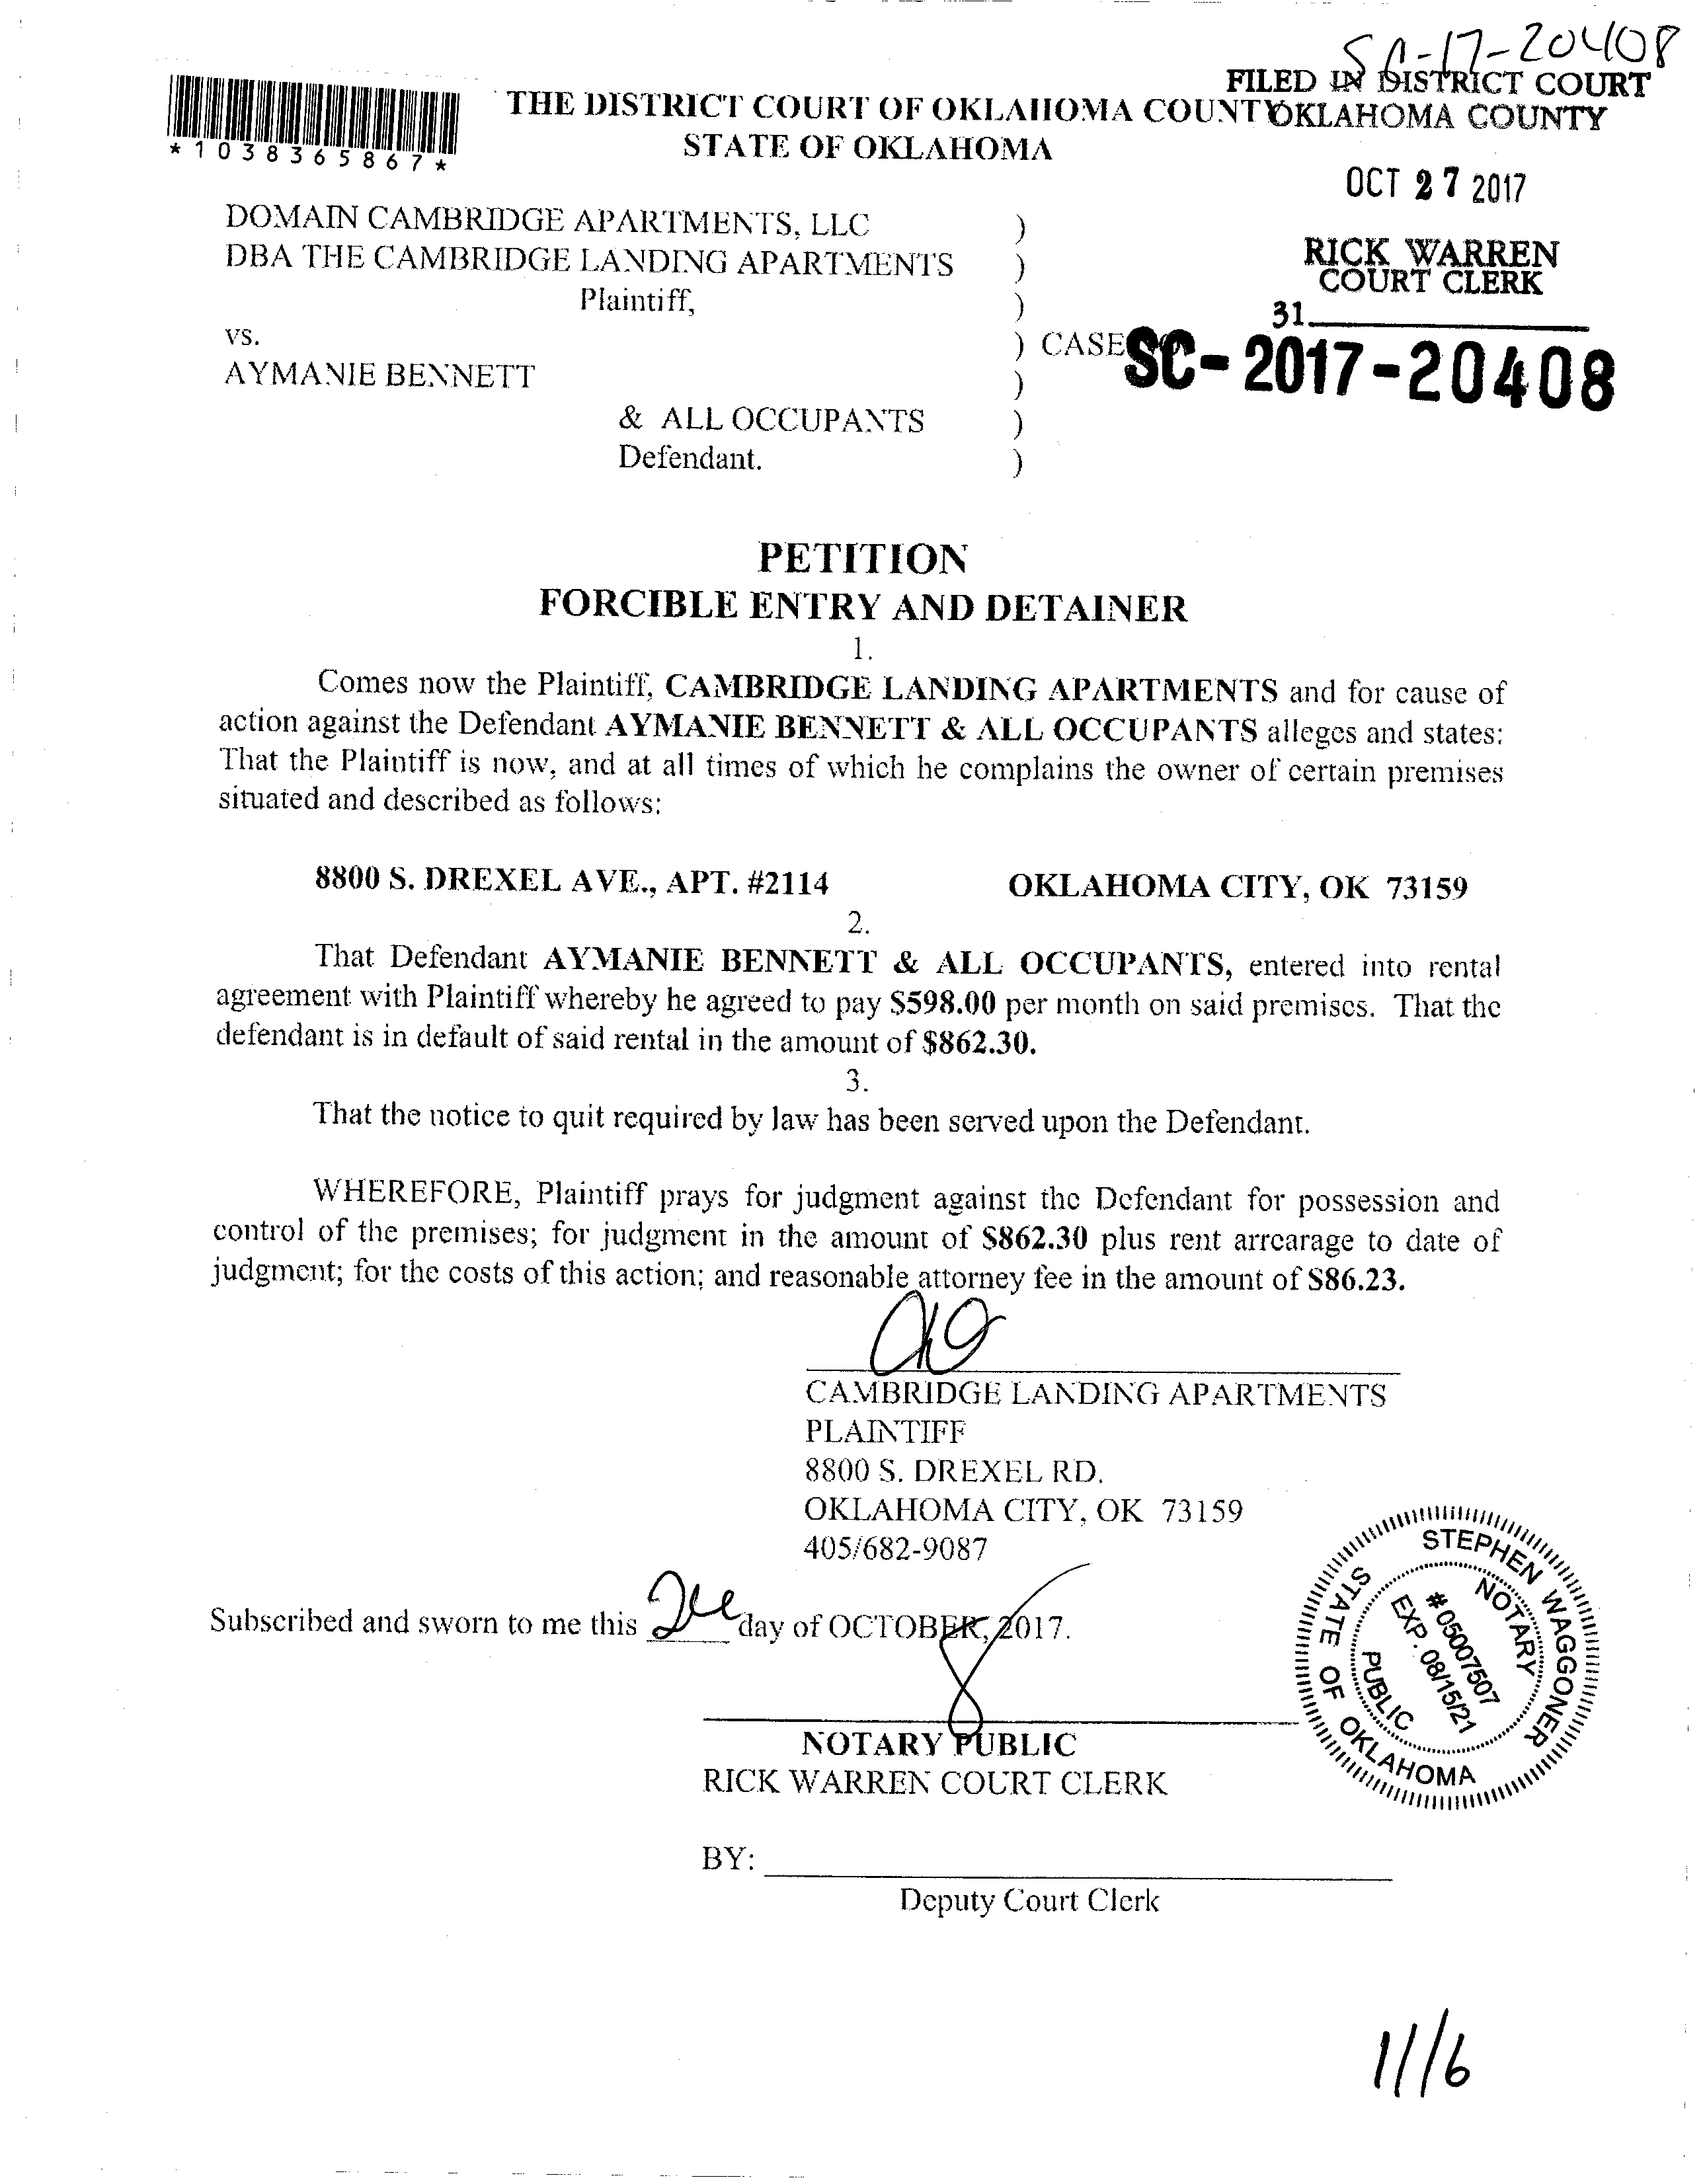 SC-17-20408
FILED IN DISTRICT COURT
THE DISTRICT COURT OF OKLAHOMA COUNTY OKLAHOMA COUNTY
*1038365867*
STATE OF OKLAHOMA
OCT 27 2017
DOMAIN CAMBRIDGE APARTMENTS, LLC )
DBA THE CAMBRIDGE LANDING APARTMENTS )
RICK WARREN
COURT CLERK
Plaintiff, )
31
vs. ) CASE SC-2017-20408
AYMANIE BENNETT )
& ALL OCCUPANTS )
Defendant. )
PETITION
FORCIBLE ENTRY AND DETAINER
1.
Comes now the Plaintiff, CAMBRIDGE LANDING APARTMENTS and for cause of
action against the Defendant AYMANIE BENNETT & ALL OCCUPANTS alleges and states:
That the Plaintiff is now, and at all times of which he complains the owner of certain premises
situated and described as follows:
8800 S. DREXEL AVE., APT. #2114 OKLAHOMA CITY, OK 73159
2.
That Defendant AYMANIE BENNETT & ALL OCCUPANTS, entered into rental
agreement with Plaintiff whereby he agreed to pay $598.00 per month on said premises. That the
defendant is in default of said rental in the amount of $862.30.
3.
That the notice to quit required by law has been served upon the Defendant.
WHEREFORE, Plaintiff prays for judgment against the Defendant for possession and
control of the premises; for judgment in the amount of $862.30 plus rent arrearage to date of
judgment; for the costs of this action; and reasonable attorney fee in the amount of $86.23.
CAMBRIDGE LANDING APARTMENTS
PLAINTIFF
8800 S. DREXEL RD.
OKLAHOMA CITY, OK 73159
405/682-9087
Subscribed and sworn to me this day of OCTOBER, 2017.
STEPHEN WAGGONER
NOTARY PUBLIC
#05007507
EXP. 08/15/21
STATE OF OKLAHOMA
NOTARY PUBLIC
RICK WARREN COURT CLERK
BY:
Deputy Court Clerk
11/6